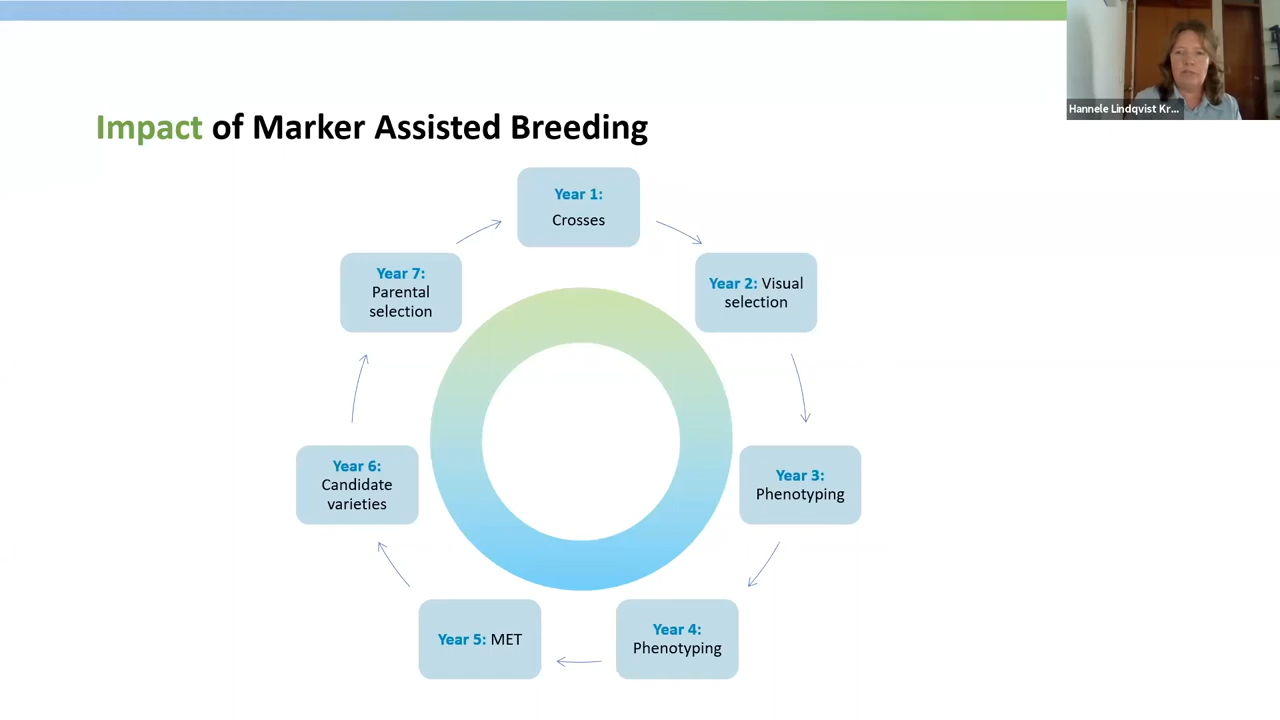 Hannele Lindqvist Kr...
Impact of Marker Assisted Breeding
Year 1:
Crosses
Year 2: Visual
selection
Year 3:
Phenotyping
Year 4:
Phenotyping
Year 5: MET
Year 6:
Candidate
varieties
Year 7:
Parental
selection